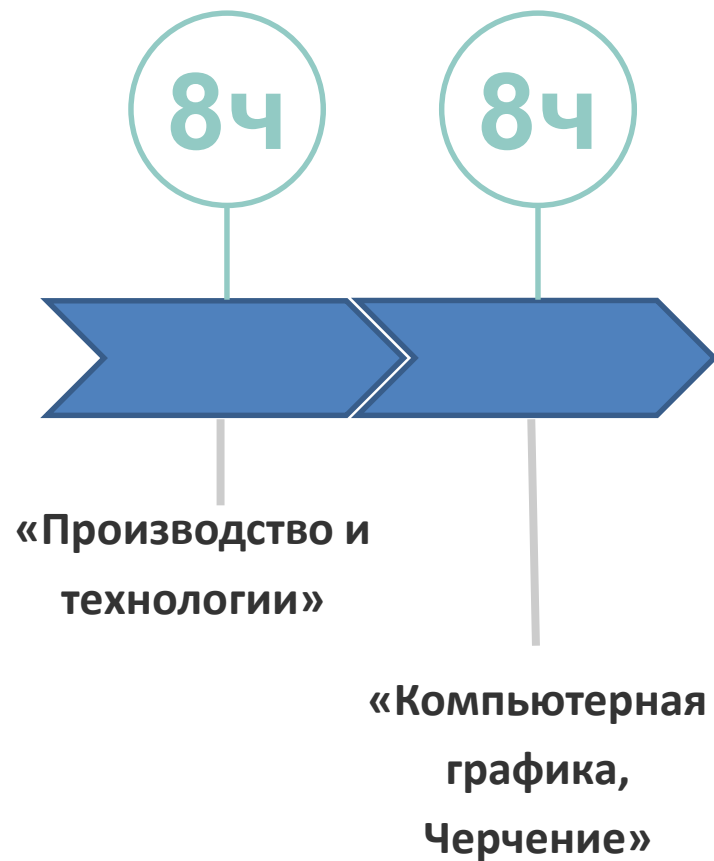 8ч
8ч
«Производство и
технологии»
«Компьютерная
графика,
Черчение»